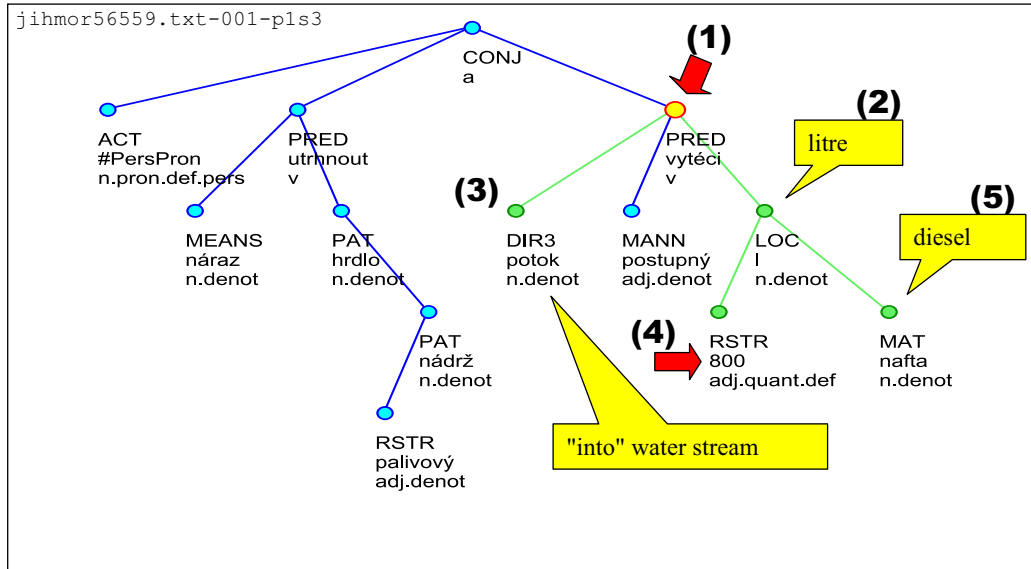 jihmor56559.txt-001-p1s3
(1)
CONJ
a
(2)
ACT
#PersPron
n.pron.def.pers
PRED
utrhnout
v
PRED
vytéci
v
litre
(3)
(5)
diesel
MEANS
náraz
n.denot
PAT
hrdlo
n.denot
DIR3
potok
n.denot
MANN
postupný
adj.denot
LOC
l
n.denot
(4)
PAT
nádrž
n.denot
RSTR
800
adj.quant.def
MAT
nafta
n.denot
RSTR
palivový
adj.denot
"into" water stream